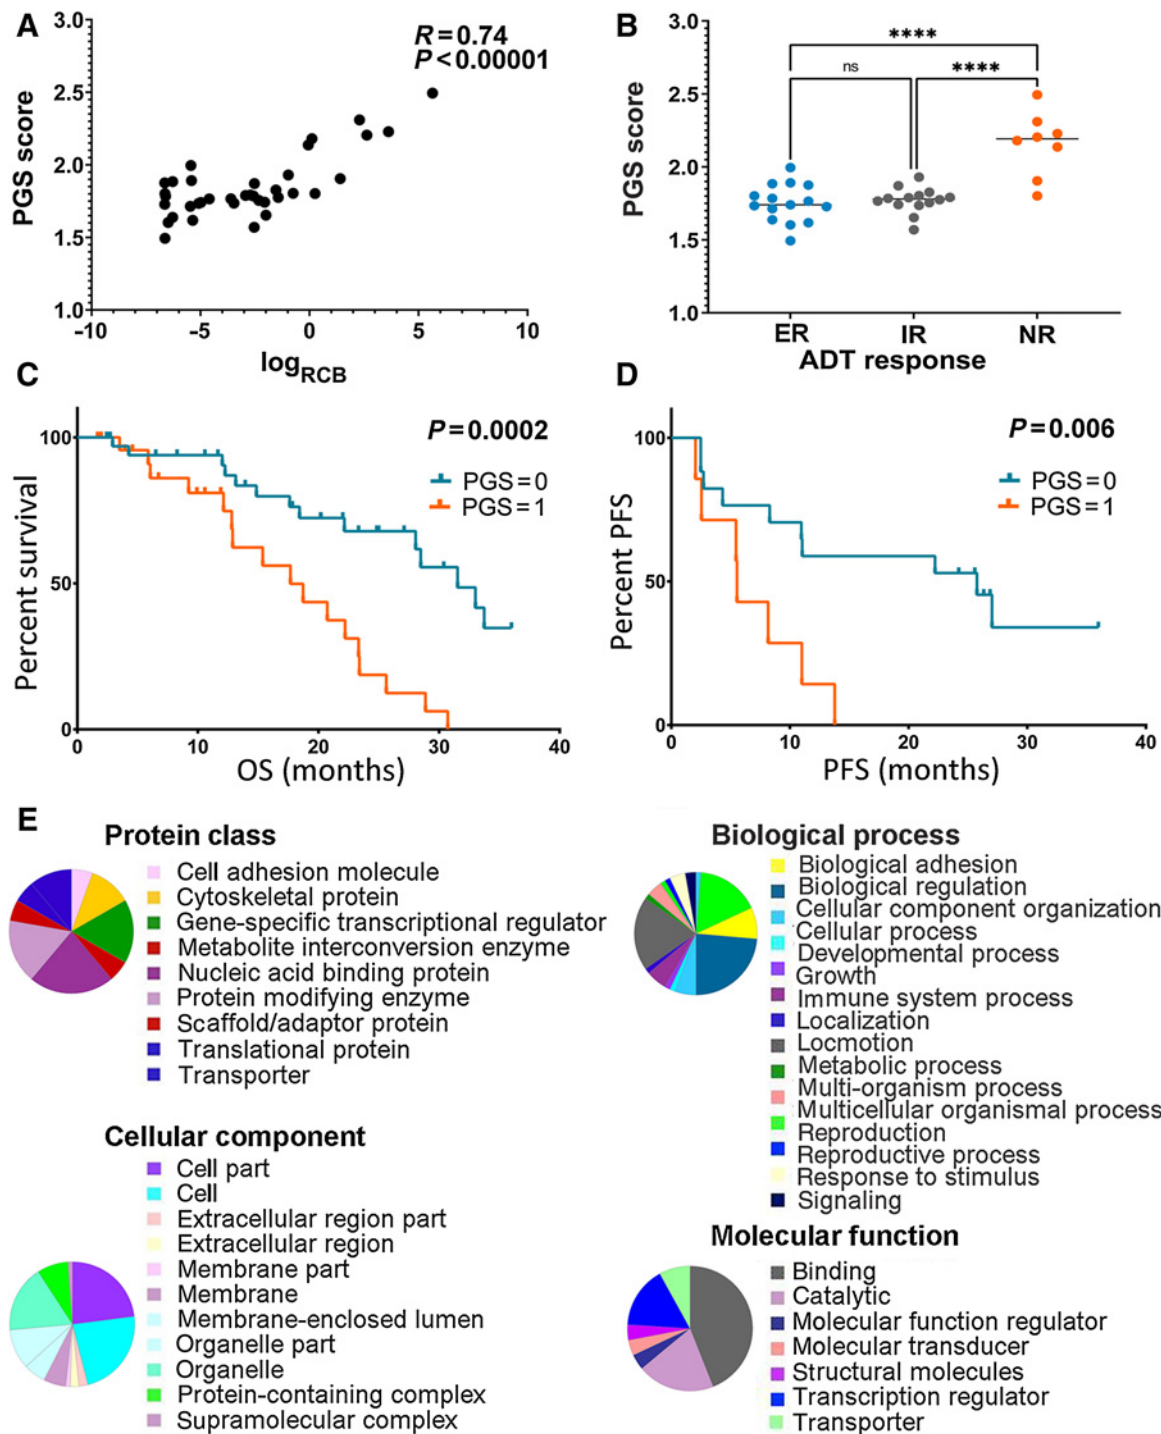 A
3.0
2.5
2.0
1.5
1.0
PGS score
R = 0.74
P < 0.00001
-10
-5
0
5
10
logRCB
B
3.0
2.5
2.0
1.5
1.0
PGS score
****
ns
****
ER
IR
NR
ADT response
C
100
50
0
Percent survival
P = 0.0002
PGS = 0
PGS = 1
0
10
20
30
40
OS (months)
D
100
50
0
Percent PFS
P = 0.006
PGS = 0
PGS = 1
0
10
20
30
40
PFS (months)
E
Protein class
Cell adhesion molecule
Cytoskeletal protein
Gene-specific transcriptional regulator
Metabolite interconversion enzyme
Nucleic acid binding protein
Protein modifying enzyme
Scaffold/adaptor protein
Translational protein
Transporter
Biological process
Biological adhesion
Biological regulation
Cellular component organization
Cellular process
Developmental process
Growth
Immune system process
Localization
Locmotion
Metabolic process
Multi-organism process
Multicellular organismal process
Reproduction
Reproductive process
Response to stimulus
Signaling
Cellular component
Cell part
Cell
Extracellular region part
Extracellular region
Membrane part
Membrane
Membrane-enclosed lumen
Organelle part
Organelle
Protein-containing complex
Supramolecular complex
Molecular function
Binding
Catalytic
Molecular function regulator
Molecular transducer
Structural molecules
Transcription regulator
Transporter